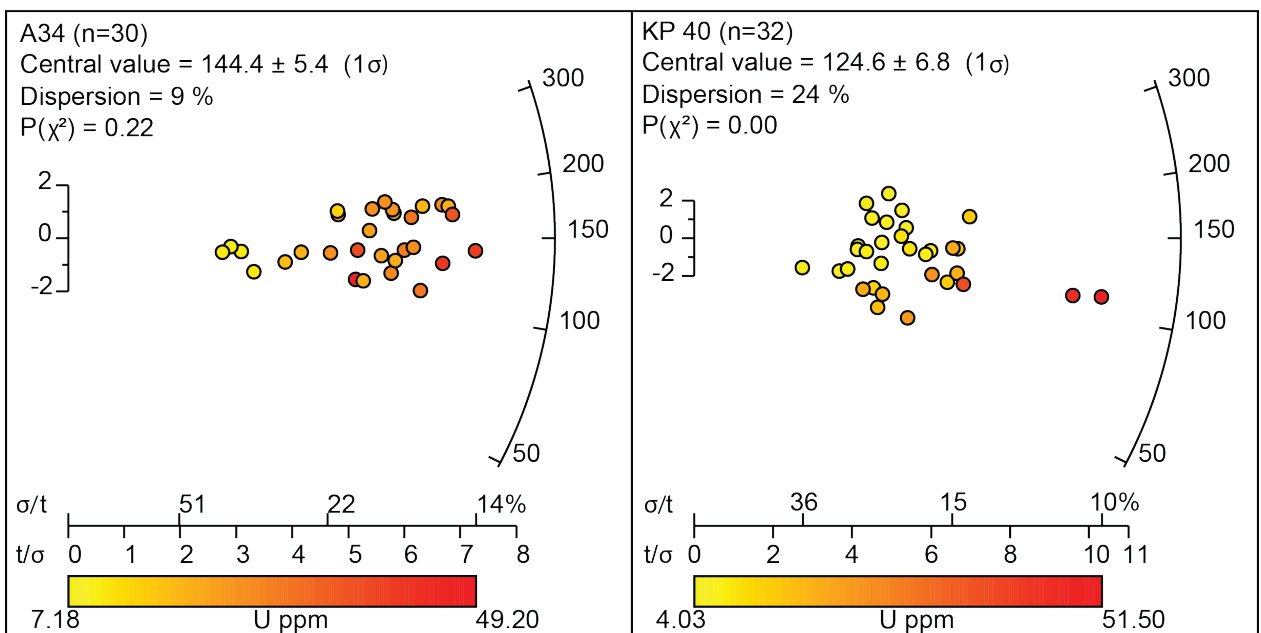 A34 (n=30)
Central value = 144.4 ± 5.4 (1σ)
Dispersion = 9 %
P(χ²) = 0.22
300
200
150
100
50
2
0
-2
σ/t
51
22
14%
t/σ
0 1 2 3 4 5 6 7 8
7.18
U ppm
49.20
KP 40 (n=32)
Central value = 124.6 ± 6.8 (1σ)
Dispersion = 24 %
P(χ²) = 0.00
300
200
150
100
50
2
0
-2
σ/t
36
15
10%
t/σ
0 2 4 6 8 10 11
4.03
U ppm
51.50